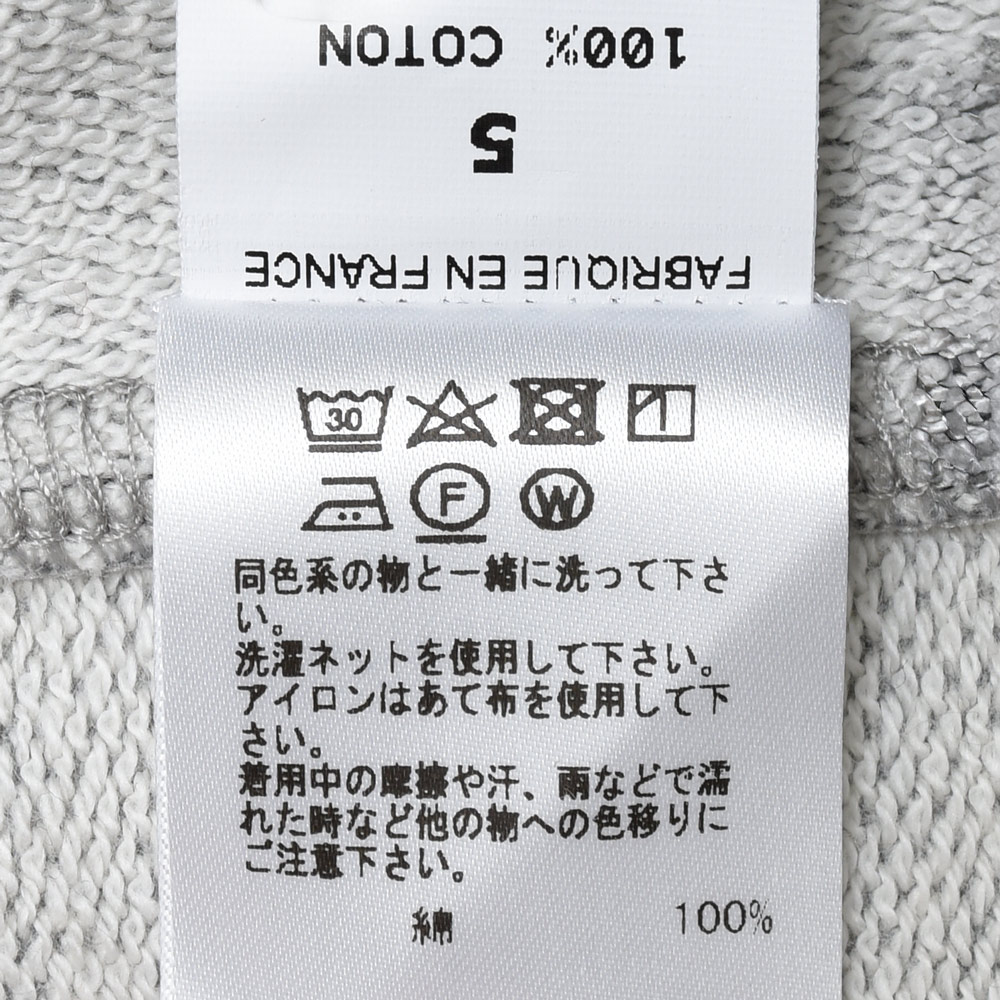 100% COTON
5
FABRIQUE EN FRANCE
30
F
W
同色系の物と一緒に洗って下さ
い。
洗濯ネットを使用して下さい。
アイロンはあて布を使用して下
さい。
着用中の摩擦や汗、雨などで濡
れた時など他の物への色移りに
ご注意下さい。
綿 100%